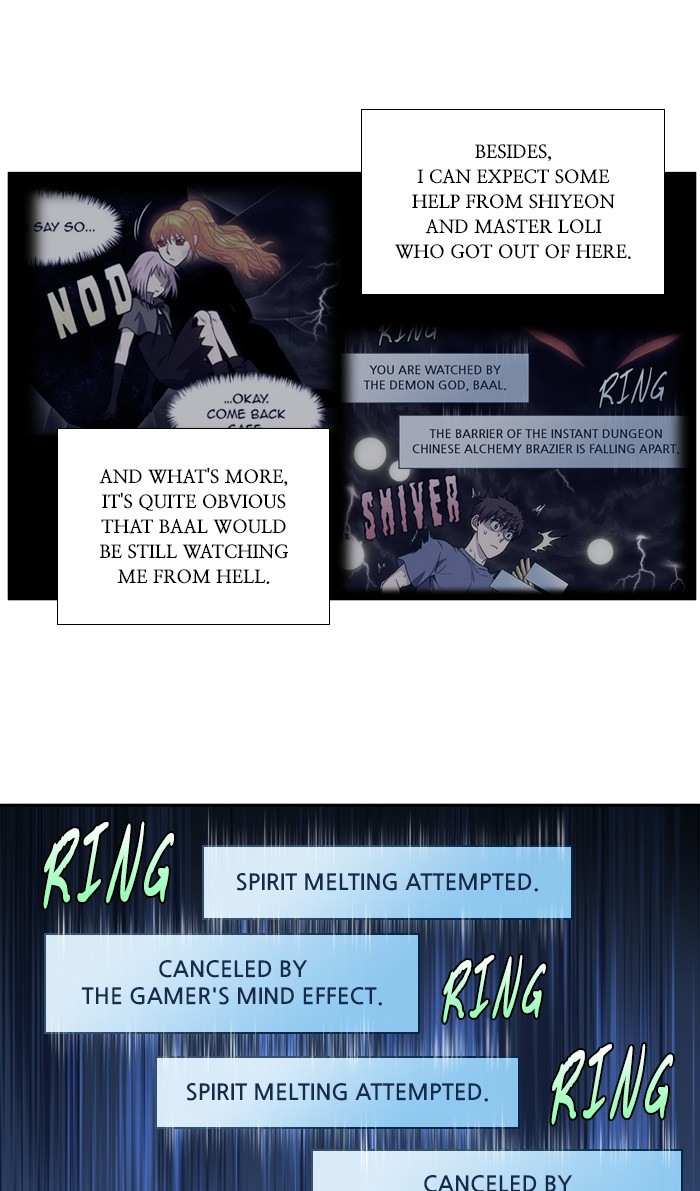 BESIDES,
I CAN EXPECT SOME
HELP FROM SHIYEON
AND MASTER LOLI
WHO GOT OUT OF HERE.
SAY SO...
NOD
...OKAY.
COME BACK
RING
YOU ARE WATCHED BY
THE DEMON GOD, BAAL.
RING
THE BARRIER OF THE INSTANT DUNGEON
CHINESE ALCHEMY BRAZIER IS FALLING APART.
SHIVER
AND WHAT'S MORE,
IT'S QUITE OBVIOUS
THAT BAAL WOULD
BE STILL WATCHING
ME FROM HELL.
RING
SPIRIT MELTING ATTEMPTED.
CANCELED BY
THE GAMER'S MIND EFFECT.
RING
SPIRIT MELTING ATTEMPTED.
RING
CANCELED BY